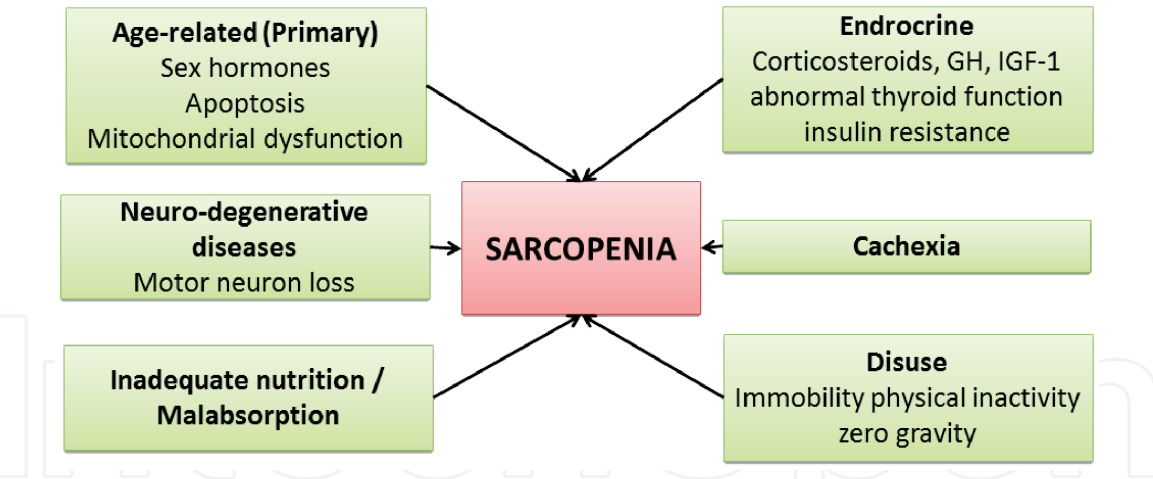 Age-related (Primary)
Sex hormones
Apoptosis
Mitochondrial dysfunction
Endrocrine
Corticosteroids, GH, IGF-1
abnormal thyroid function
insulin resistance
Neuro-degenerative
diseases
Motor neuron loss
SARCOPENIA
Cachexia
Inadequate nutrition /
Malabsorption
Disuse
Immobility physical inactivity
zero gravity